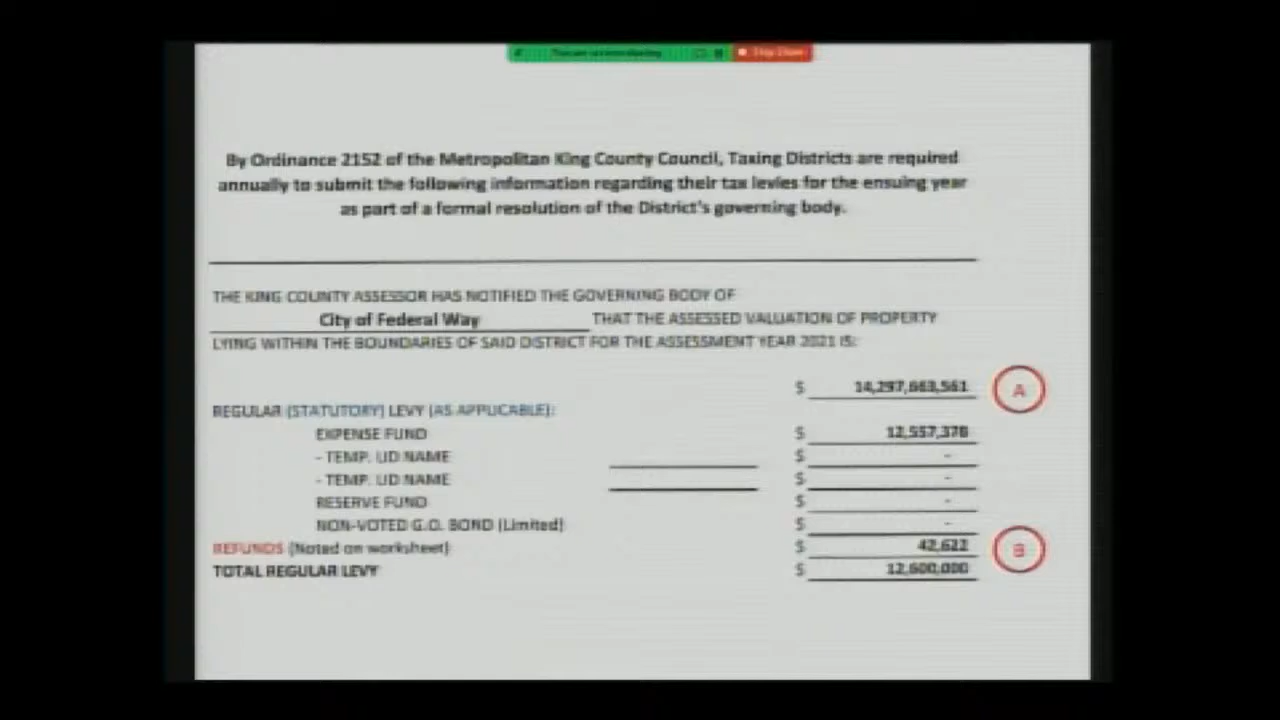 By Ordinance 2152 of the Metropolitan King County Council, Taxing Districts are required
annually to submit the following information regarding their tax levies for the ensuing year
as part of a formal resolution of the District's governing body.
THE KING COUNTY ASSESSOR HAS NOTIFIED THE GOVERNING BODY OF
City of Federal Way THAT THE ASSESSED VALUATION OF PROPERTY
LYING WITHIN THE BOUNDARIES OF SAID DISTRICT FOR THE ASSESSMENT YEAR 2021 IS:
$ 14,297,663,561 A
REGULAR (STATUTORY) LEVY (AS APPLICABLE):
EXPENSE FUND $ 12,557,378
- TEMP. LID NAME $ -
- TEMP. LID NAME $ -
RESERVE FUND $ -
NON-VOTED G.O. BOND (Limited) $ -
REFUNDS (Noted on worksheet) $ 42,622 B
TOTAL REGULAR LEVY $ 12,600,000